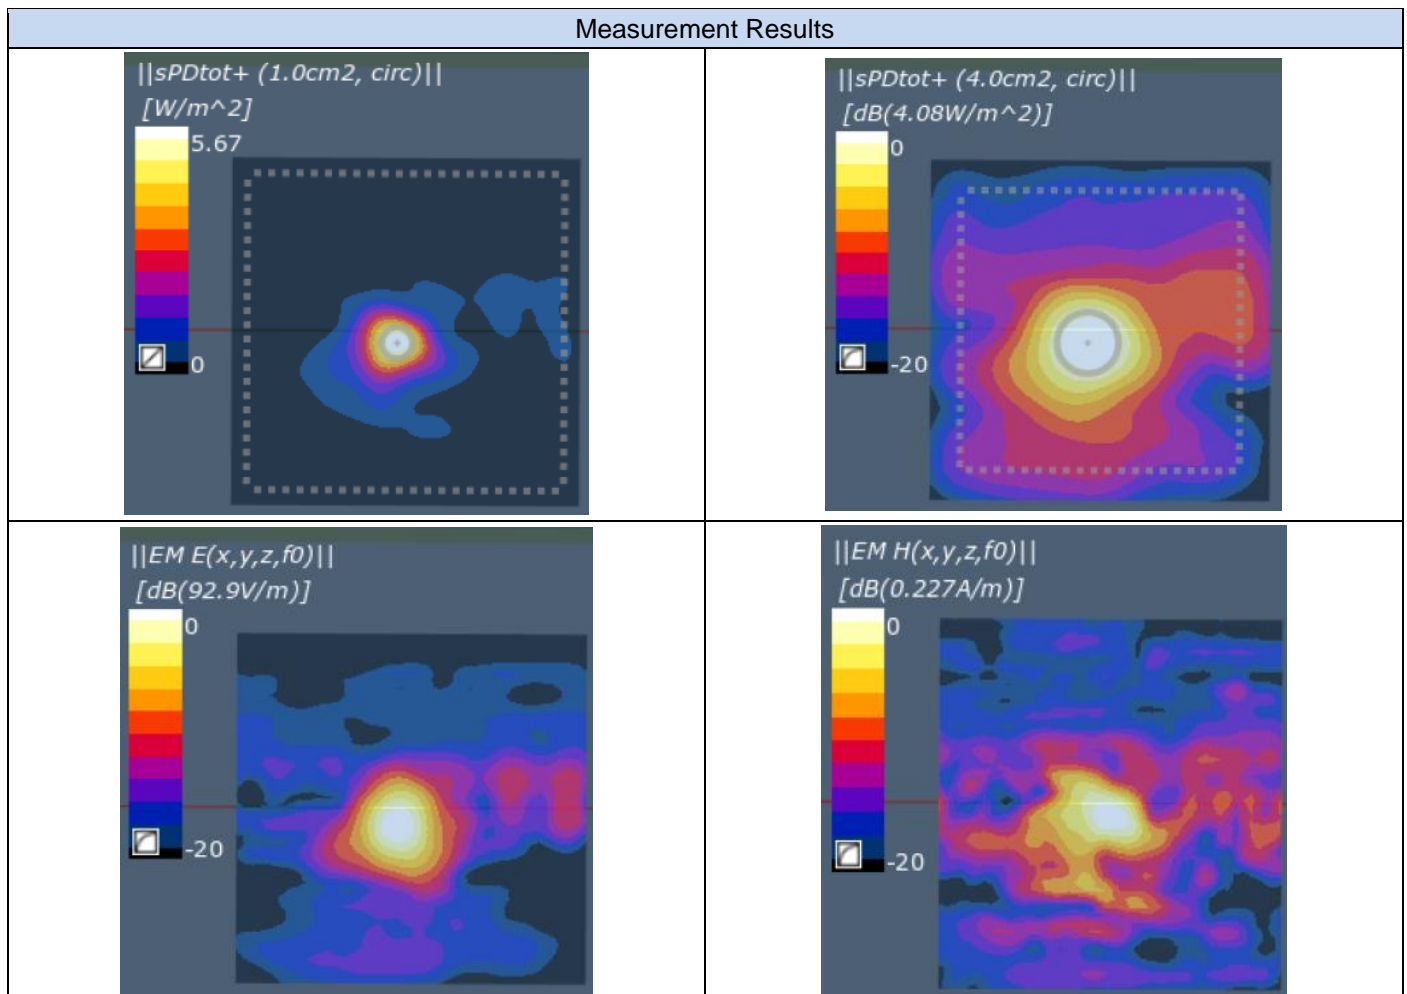 Measurement Results
||sPDtot+ (1.0cm2, circ)||
[W/m^2]
5.67
0
||sPDtot+ (4.0cm2, circ)||
[dB(4.08W/m^2)]
0
-20
||EM E(x,y,z,f0)||
[dB(92.9V/m)]
0
-20
||EM H(x,y,z,f0)||
[dB(0.227A/m)]
0
-20